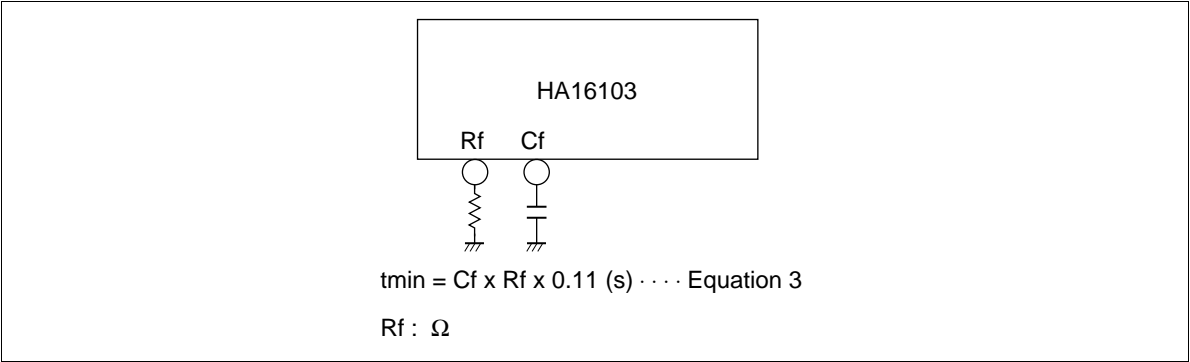 HA16103
Rf Cf
tmin = Cf x Rf x 0.11 (s) · · · · Equation 3
Rf : Ω